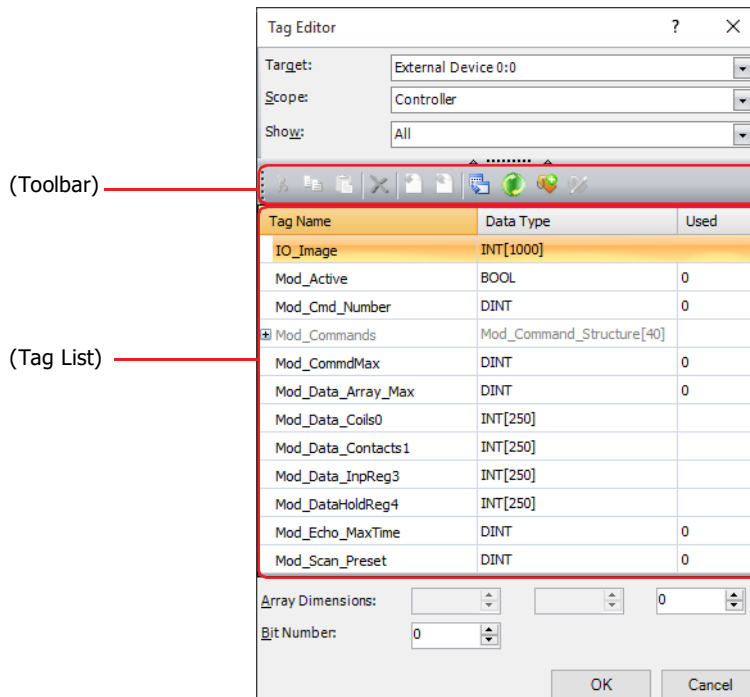 Tag Editor ?
Target: External Device 0:0
Scope: Controller
Show: All
(Toolbar)
Tag Name Data Type Used
IO_Image INT[1000]
Mod_Active BOOL 0
Mod_Cmd_Number DINT 0
Mod_Commands Mod_Command_Structure[40]
(Tag List)
Mod_CommdMax DINT 0
Mod_Data_Array_Max DINT 0
Mod_Data_Coils0 INT[250]
Mod_Data_Contacts1 INT[250]
Mod_Data_InpReg3 INT[250]
Mod_DataHoldReg4 INT[250]
Mod_Echo_MaxTime DINT 0
Mod_Scan_Preset DINT 0
Array Dimensions: 0
Bit Number: 0
OK Cancel